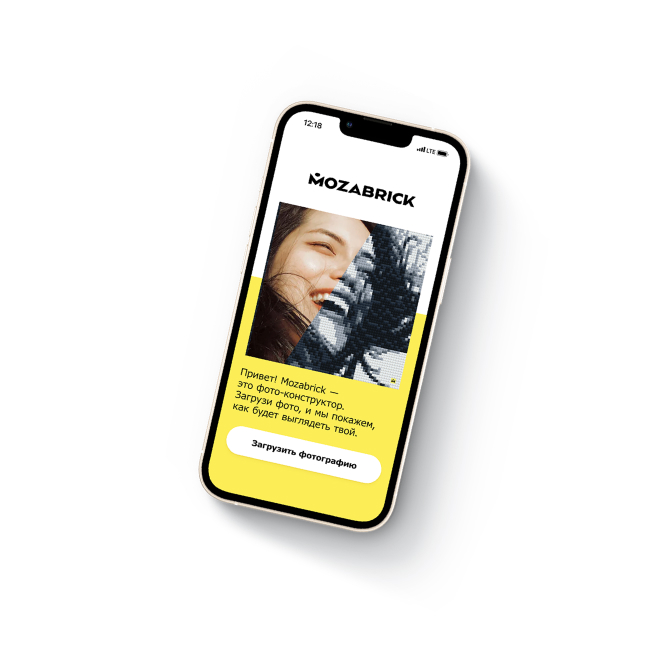 12:18
LTE
MOZABRICK
Привет! Mozabrick —
это фото-конструктор.
Загрузи фото, и мы покажем,
как будет выглядеть твой.
Загрузить фотографию